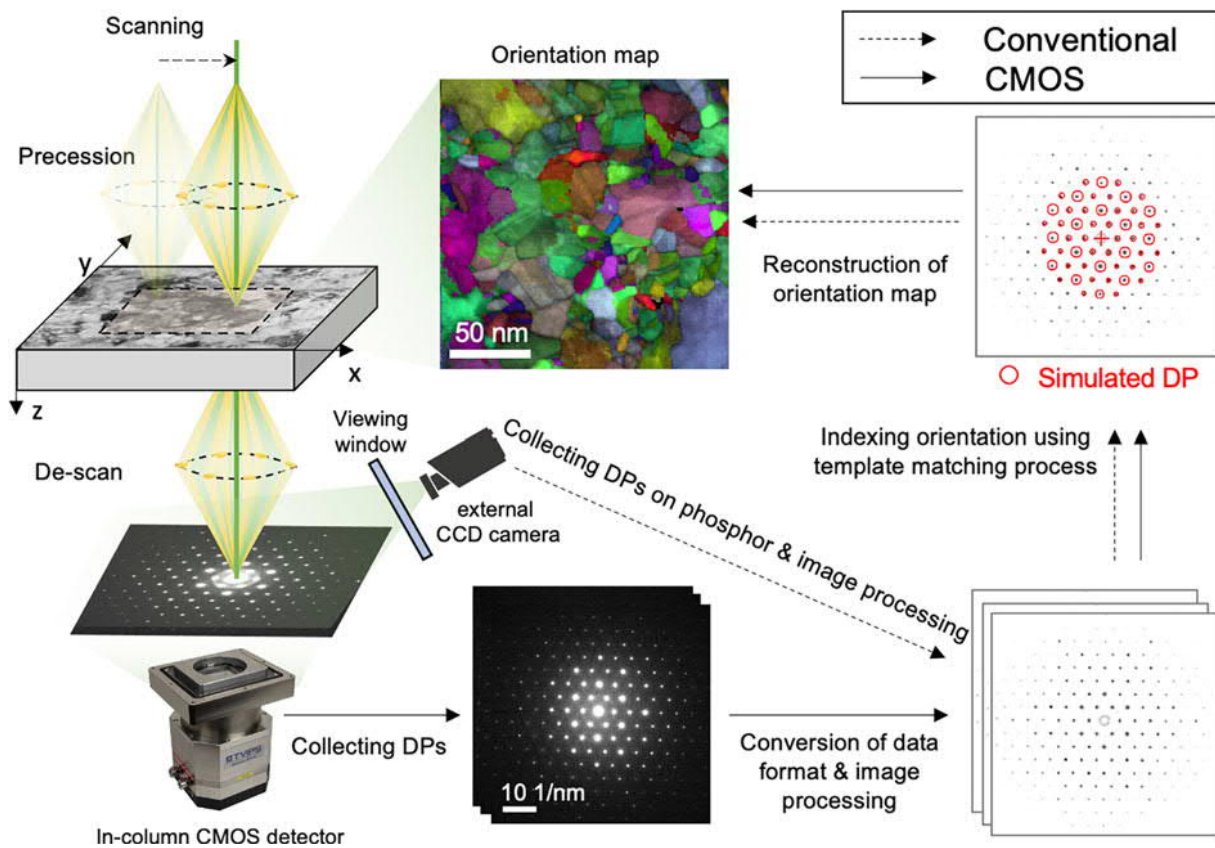 Scanning
Precession
y
x
z
De-scan
Orientation map
50 nm
Conventional
CMOS
Reconstruction of
orientation map
Simulated DP
Indexing orientation using
template matching process
Viewing
window
external
CCD camera
Collecting DPs on phosphor & image processing
TVIPS
In-column CMOS detector
Collecting DPs
10 1/nm
Conversion of data
format & image
processing